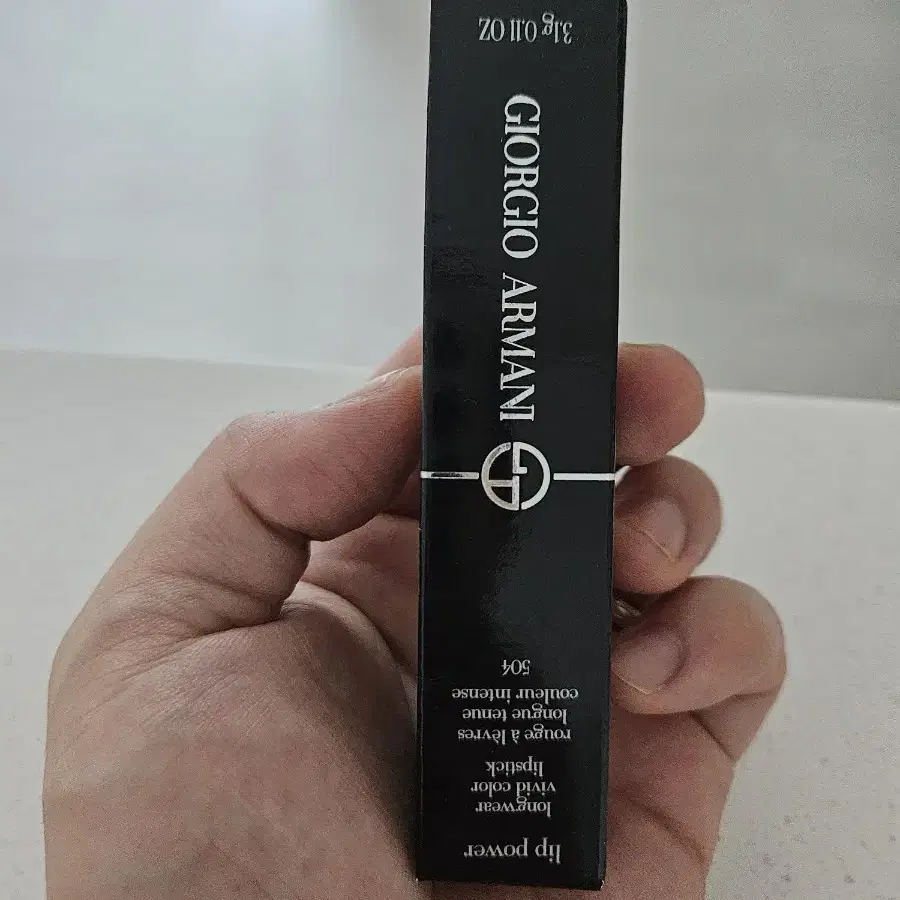 lip power
longwear
vivid color
lipstick
rouge à lèvres
longue tenue
couleur intense
504
GIORGIO ARMANI
3.1g 0.11 OZ